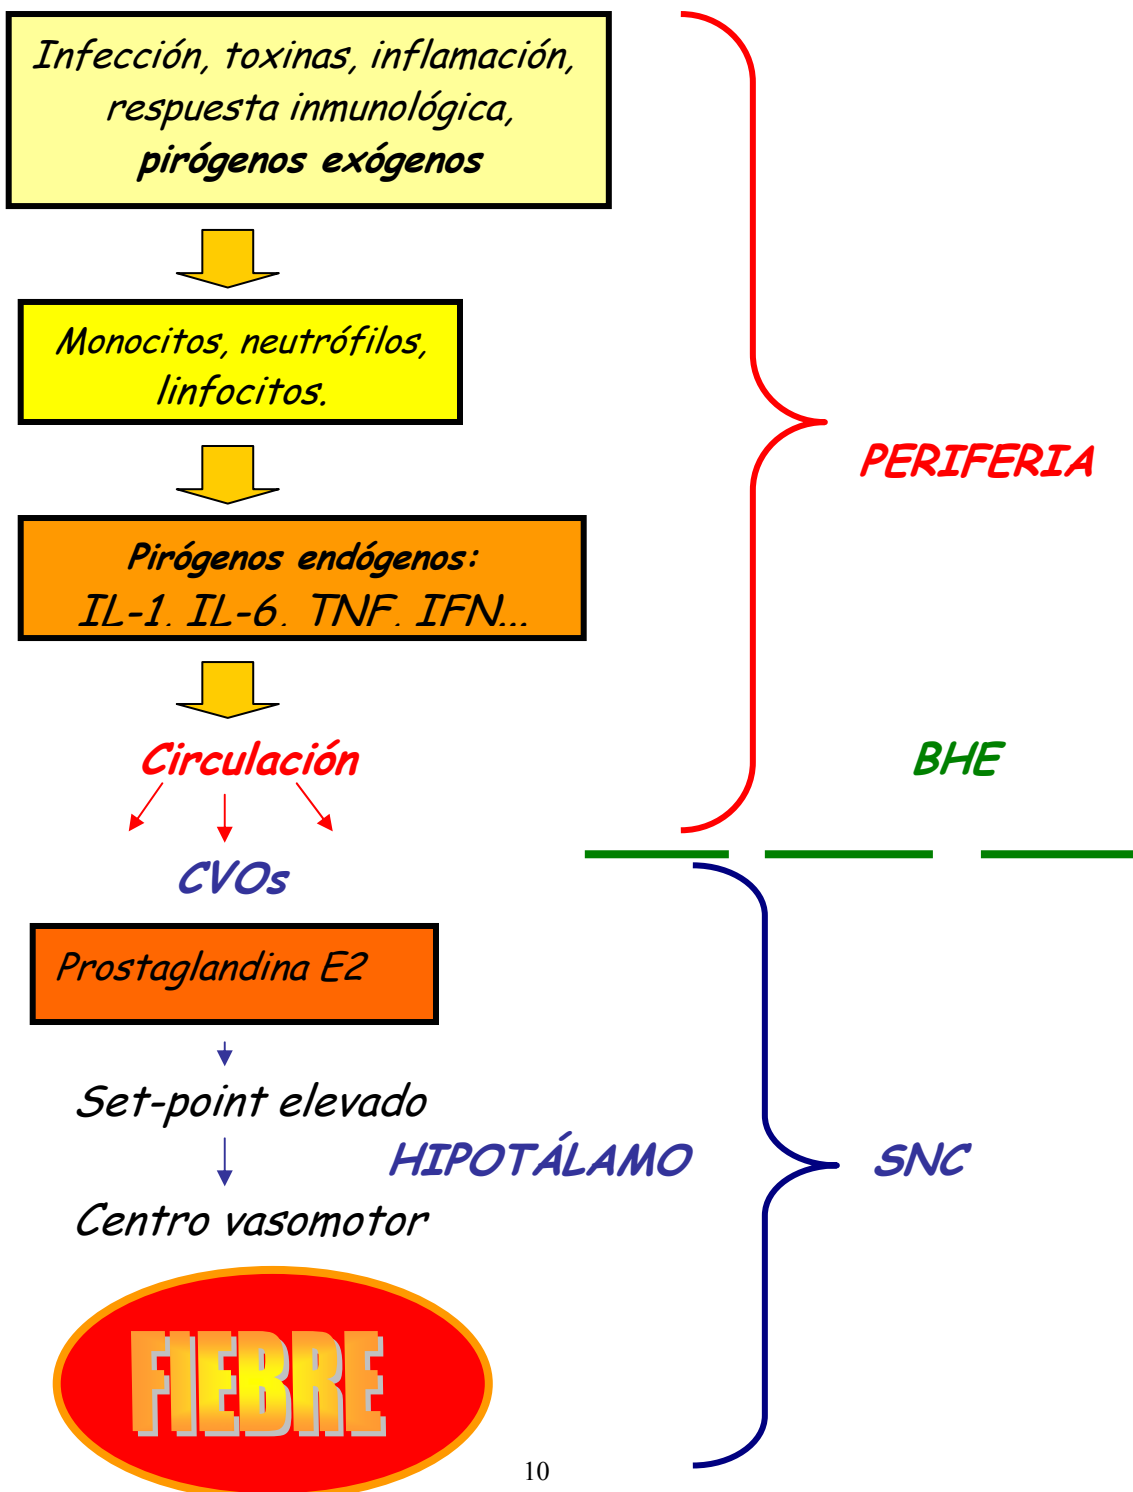 Infección, toxinas, inflamación,
respuesta inmunológica,
pirógenos exógenos
Monocitos, neutrófilos,
linfocitos.
PERIFERIA
Pirógenos endógenos:
IL-1, IL-6, TNF, IFN...
Circulación
BHE
CVOs
Prostaglandina E2
Set-point elevado
HIPOTÁLAMO
SNC
Centro vasomotor
FIEBRE
10